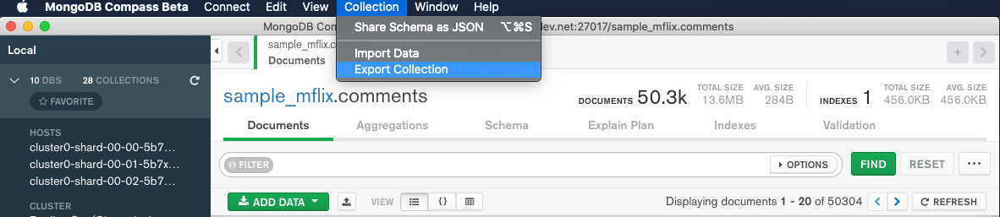 MongoDB Compass Beta Connect Edit View Collection Window Help
MongoDB Com dev.net:27017/sample_mflix.comments
Share Schema as JSON ⌥⌘S
Import Data
Export Collection
Local
sample_mflix.c
Documents
10 DBS 28 COLLECTIONS
FAVORITE
sample_mflix.comments
DOCUMENTS 50.3k
TOTAL SIZE 13.6MB
AVG. SIZE 284B
INDEXES 1
TOTAL SIZE 456.0KB
AVG. SIZE 456.0KB
Documents Aggregations Schema Explain Plan Indexes Validation
HOSTS
cluster0-shard-00-00-5b7...
cluster0-shard-00-01-5b7x...
cluster0-shard-00-02-5b7...
CLUSTER
FILTER OPTIONS FIND RESET ...
ADD DATA VIEW {} Displaying documents 1 - 20 of 50304 REFRESH